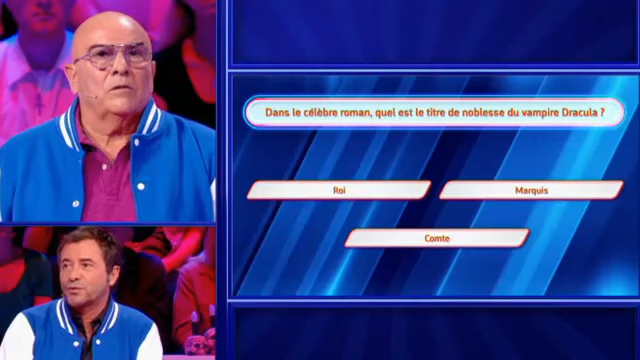 Dans le célèbre roman, quel est le titre de noblesse du vampire Dracula ?
Roi
Marquis
Comte